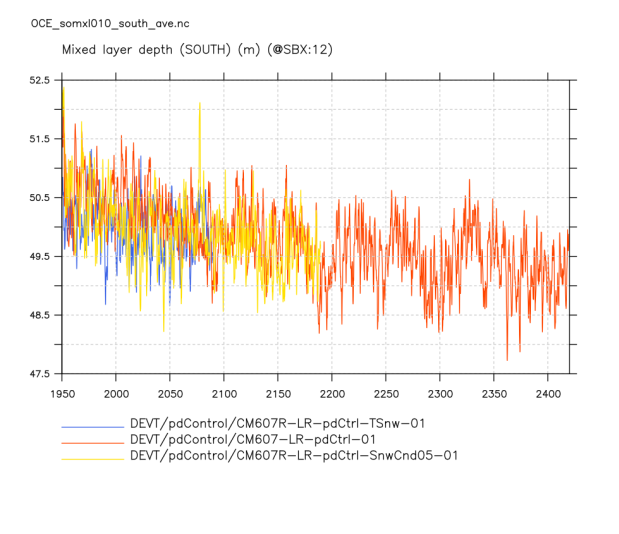 OCE_somxl010_south_ave.nc
Mixed layer depth (SOUTH) (m) (@SBX:12)
52.5
51.5
50.5
49.5
48.5
47.5
1950 2000 2050 2100 2150 2200 2250 2300 2350 2400
DEVT/pdControl/CM607R-LR-pdCtrl-TSnw-01
DEVT/pdControl/CM607-LR-pdCtrl-01
DEVT/pdControl/CM607R-LR-pdCtrl-SnwCnd05-01